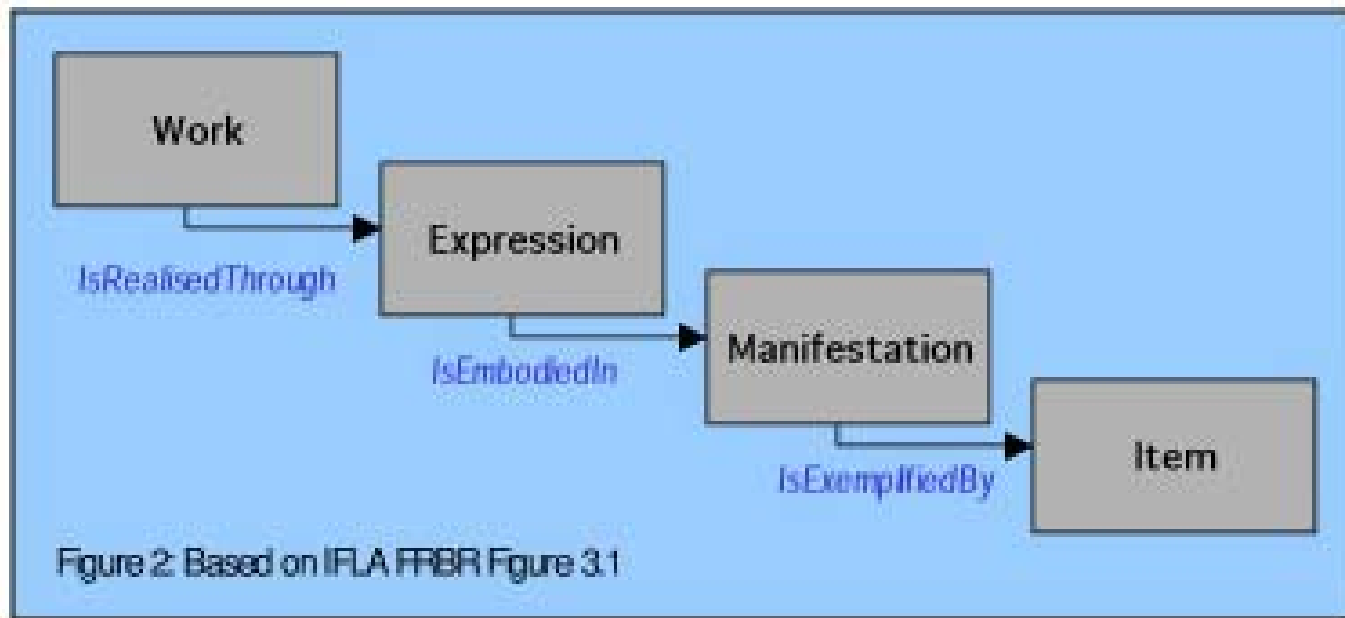 Work
Expression
IsRealisedThrough
Manifestation
IsEmbodiedIn
Item
IsExemplifiedBy
Figure 2: Based on IFLA FRBR Figure 3.1